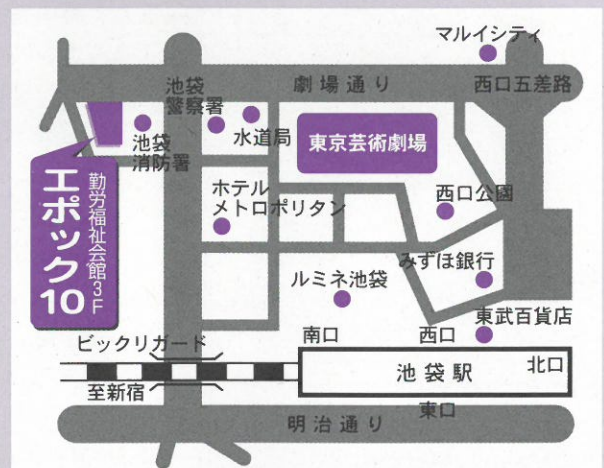 マルイシティ
劇場通り
西口五差路
池袋
警察署
水道局
池袋
消防署
東京芸術劇場
勤労福祉会館3F
エポック10
ホテル
メトロポリタン
西口公園
みずほ銀行
ルミネ池袋
東武百貨店
南口
西口
北口
ビックリガード
池袋駅
至新宿
東口
明治通り